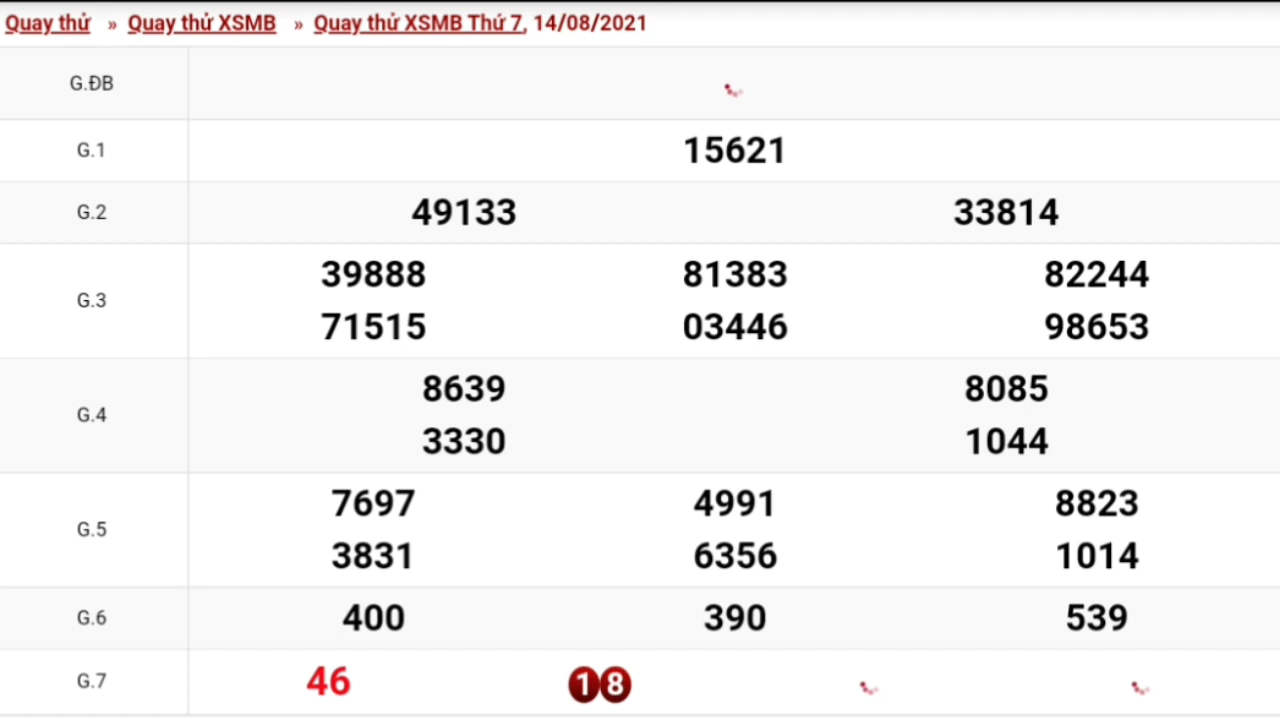 Quay thử » Quay thử XSMB » Quay thử XSMB Thứ 7, 14/08/2021
G.ĐB
G.1 15621
G.2 49133 33814
G.3 39888 81383 82244
71515 03446 98653
G.4 8639 8085
3330 1044
G.5 7697 4991 8823
3831 6356 1014
G.6 400 390 539
G.7 46 18